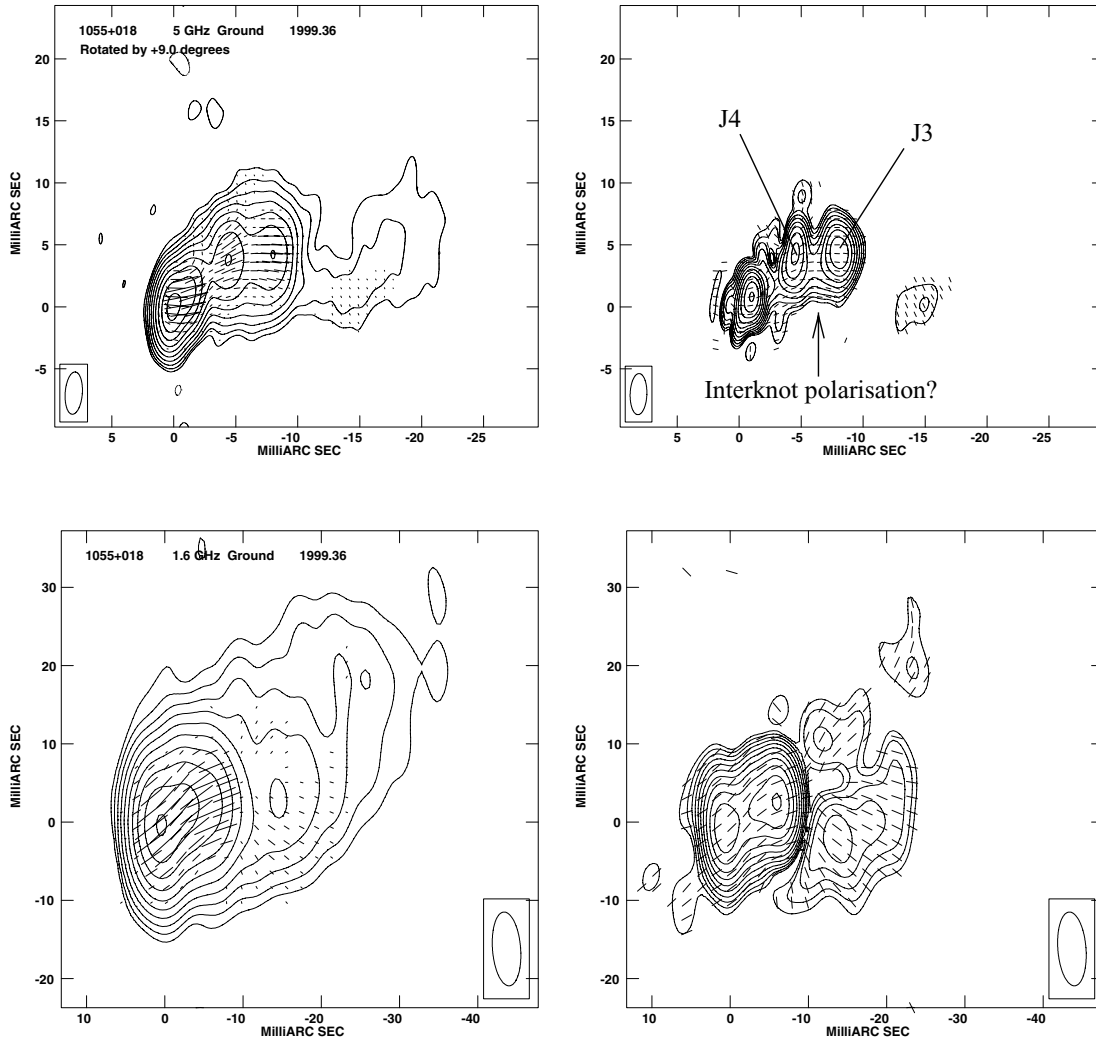 1055+018 5 GHz Ground 1999.36
Rotated by +9.0 degrees
20
15
10
5
0
-5
MilliARC SEC
5 0 -5 -10 -15 -20 -25
MilliARC SEC
J4
J3
Interknot polarisation?
20
15
10
5
0
-5
MilliARC SEC
5 0 -5 -10 -15 -20 -25
MilliARC SEC
1055+018 1.6 GHz Ground 1999.36
30
20
10
0
-10
-20
MilliARC SEC
10 0 -10 -20 -30 -40
MilliARC SEC
30
20
10
0
-10
-20
MilliARC SEC
10 0 -10 -20 -30 -40
MilliARC SEC